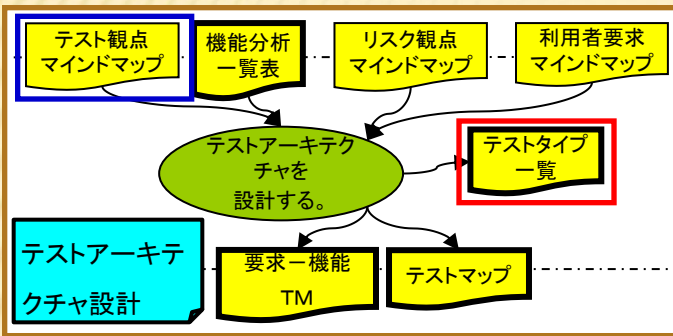 テスト観点
マインドマップ
機能分析
一覧表
リスク観点
マインドマップ
利用者要求
マインドマップ
テストアーキテク
チャを
設計する。
テストタイプ
一覧
テストアーキテ
クチャ設計
要求－機能
TM
テストマップ